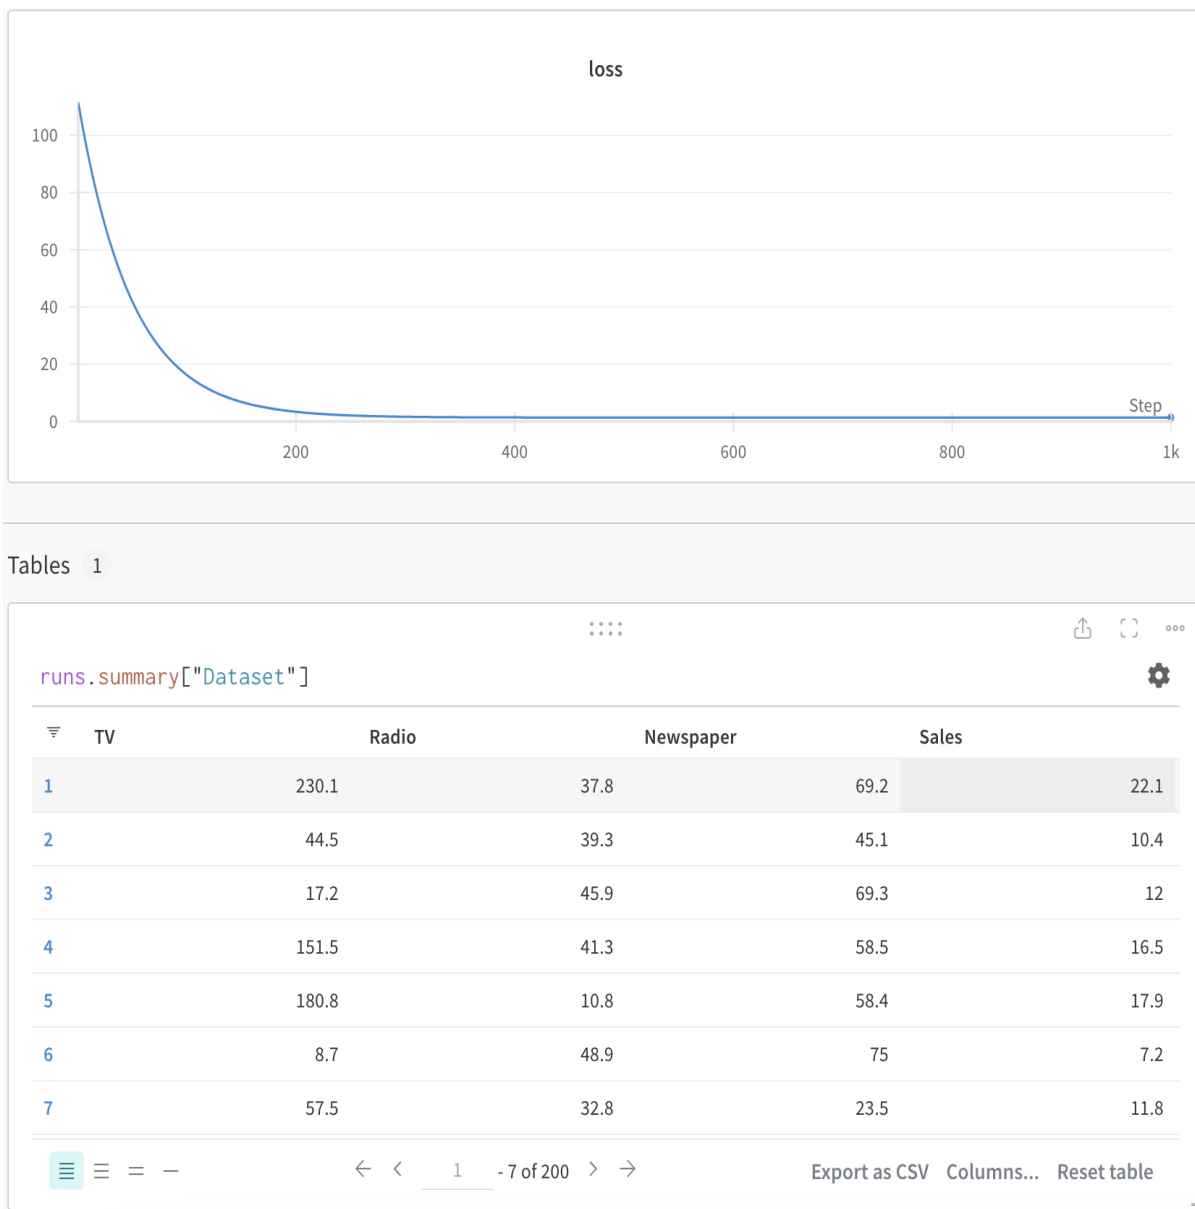 loss
100
80
60
40
20
0
Step
200 400 600 800 1k
Tables 1
runs.summary["Dataset"]
TV Radio Newspaper Sales
1 230.1 37.8 69.2 22.1
2 44.5 39.3 45.1 10.4
3 17.2 45.9 69.3 12
4 151.5 41.3 58.5 16.5
5 180.8 10.8 58.4 17.9
6 8.7 48.9 75 7.2
7 57.5 32.8 23.5 11.8
1 - 7 of 200 Export as CSV Columns... Reset table